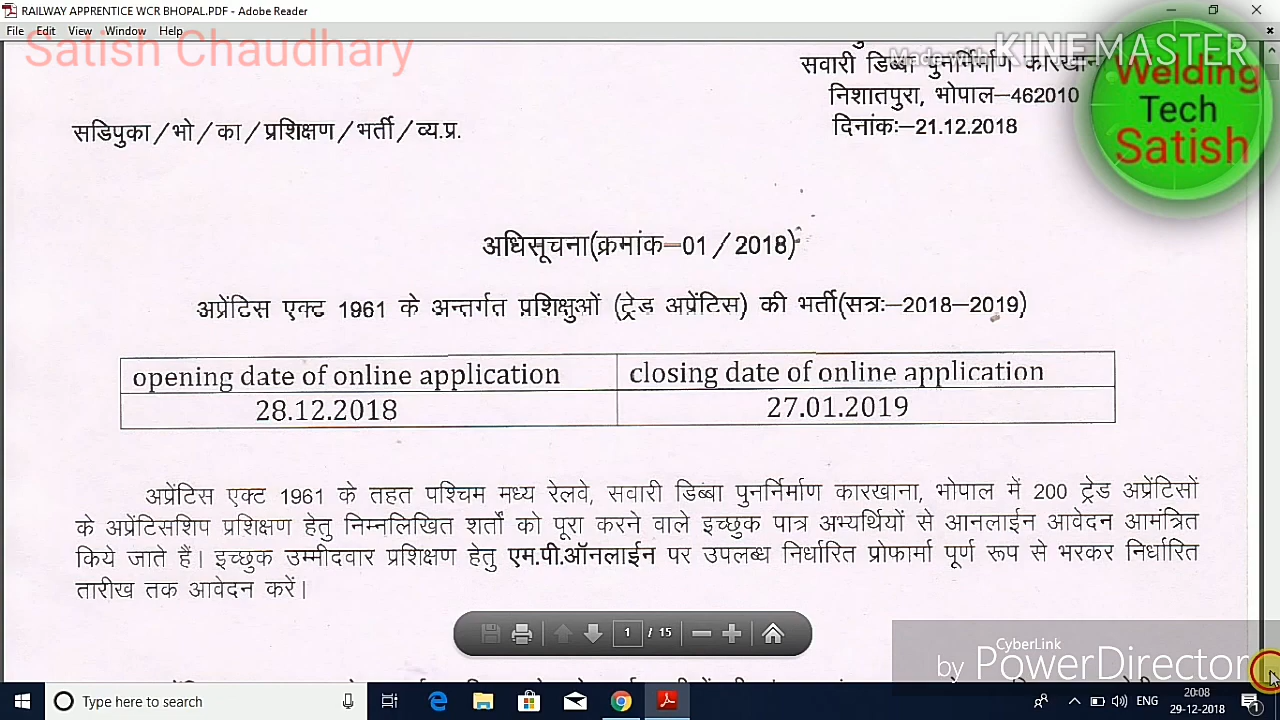 RAILWAY APPRENTICE WCR BHOPAL.PDF - Adobe Reader
File Edit View Window Help
Satish Chaudhary
Made with KINEMASTER
Welding
Tech
Satish
सवारी डिब्बा पुनर्निर्माण कारखाना
निशातपुरा, भोपाल–462010
दिनांकः–21.12.2018
सडिपुका/भो/का/प्रशिक्षण/भर्ती/व्य.प्र.
अधिसूचना(क्रमांक–01/2018)
अप्रेंटिस एक्ट 1961 के अन्तर्गत प्रशिक्षुओं (ट्रेड अप्रेंटिस) की भर्ती(सत्रः–2018–2019)
opening date of online application closing date of online application
28.12.2018 27.01.2019
अप्रेंटिस एक्ट 1961 के तहत पश्चिम मध्य रेलवे, सवारी डिब्बा पुनर्निर्माण कारखाना, भोपाल में 200 ट्रेड अप्रेंटिसों
के अप्रेंटिसशिप प्रशिक्षण हेतु निम्नलिखित शर्तों को पूरा करने वाले इच्छुक पात्र अभ्यर्थियों से आनलाईन आवेदन आमंत्रित
किये जाते हैं। इच्छुक उम्मीदवार प्रशिक्षण हेतु एम.पी.ऑनलाईन पर उपलब्ध निर्धारित प्रोफार्मा पूर्ण रूप से भरकर निर्धारित
तारीख तक आवेदन करें।
1 / 15
CyberLink
by PowerDirector
Type here to search
ENG
20:08
29-12-2018
1